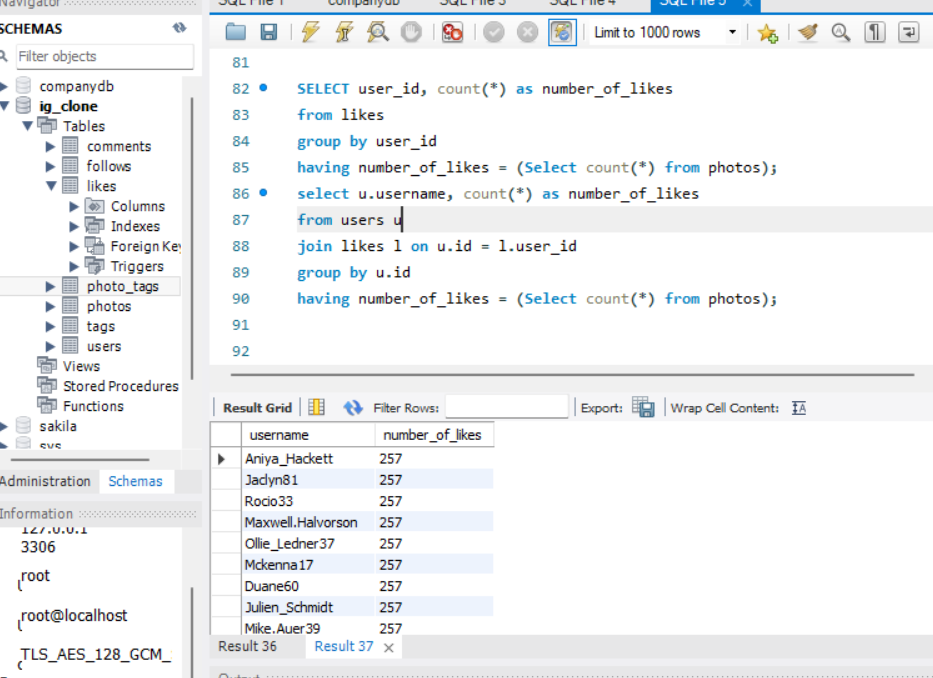 Navigator
SQL File 1 companydb SQL File 3 SQL File 4 SQL File 5
SCHEMAS
Filter objects
Limit to 1000 rows
companydb
ig_clone
Tables
comments
follows
likes
Columns
Indexes
Foreign Key
Triggers
photo_tags
photos
tags
users
Views
Stored Procedures
Functions
sakila
sys
Administration Schemas
Information
127.0.0.1
3306
root
root@localhost
TLS_AES_128_GCM_
81
82 SELECT user_id, count(*) as number_of_likes
83 from likes
84 group by user_id
85 having number_of_likes = (Select count(*) from photos);
86 select u.username, count(*) as number_of_likes
87 from users u
88 join likes l on u.id = l.user_id
89 group by u.id
90 having number_of_likes = (Select count(*) from photos);
91
92
Result Grid Filter Rows: Export: Wrap Cell Content: IA
username number_of_likes
Aniya_Hackett 257
Jaclyn81 257
Rocio33 257
Maxwell.Halvorson 257
Ollie_Ledner37 257
Mckenna17 257
Duane60 257
Julien_Schmidt 257
Mike.Auer39 257
Result 36 Result 37
Output